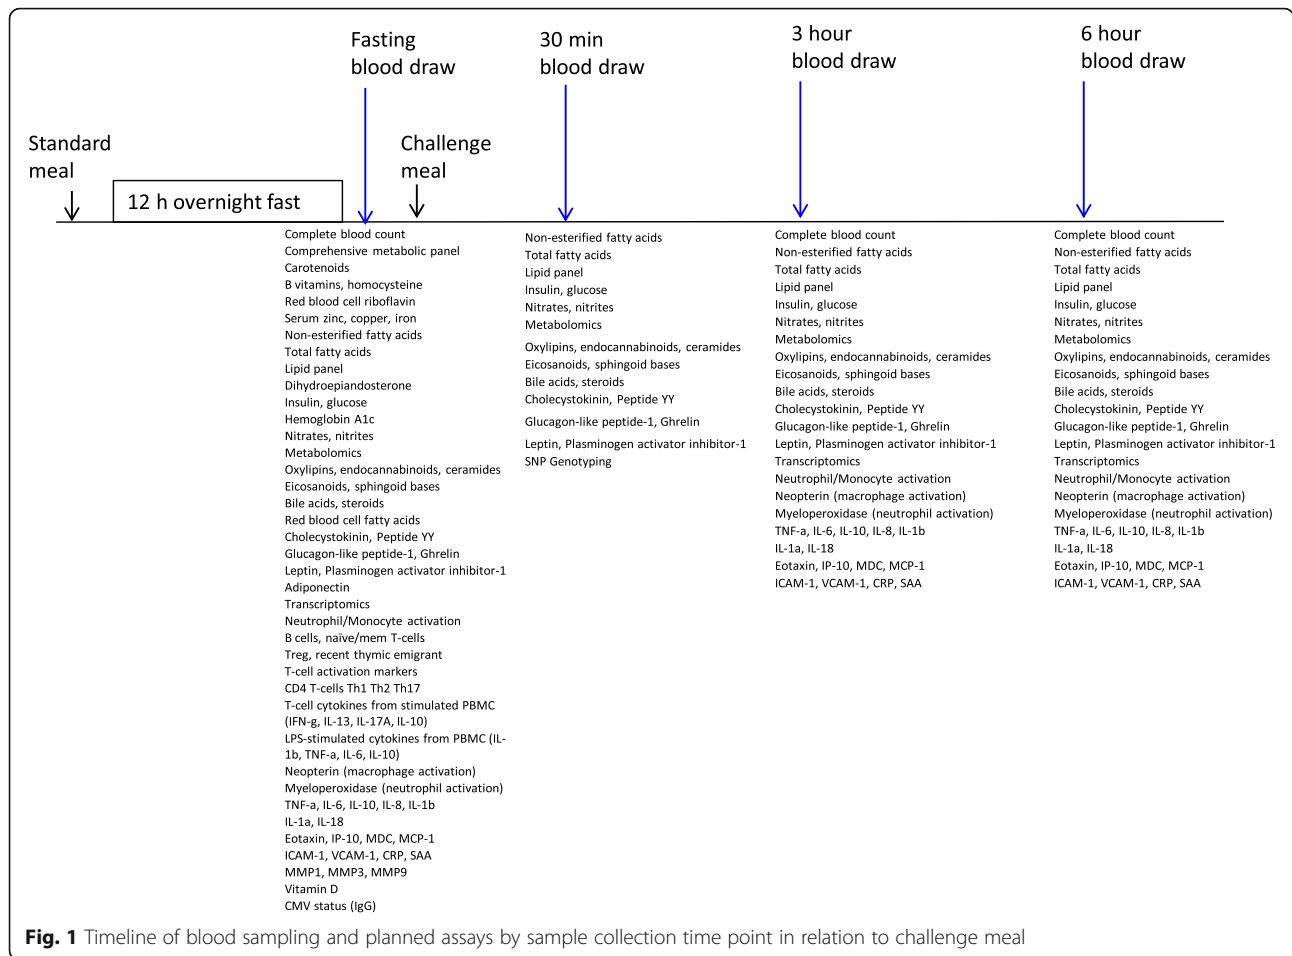 Fasting
blood draw
30 min
blood draw
3 hour
blood draw
6 hour
blood draw
Standard
meal
12 h overnight fast
Challenge
meal
Complete blood count
Comprehensive metabolic panel
Carotenoids
B vitamins, homocysteine
Red blood cell riboflavin
Serum zinc, copper, iron
Non-esterified fatty acids
Total fatty acids
Lipid panel
Dihydroepiandosterone
Insulin, glucose
Hemoglobin A1c
Nitrates, nitrites
Metabolomics
Oxylipins, endocannabinoids, ceramides
Eicosanoids, sphingoid bases
Bile acids, steroids
Red blood cell fatty acids
Cholecystokinin, Peptide YY
Glucagon-like peptide-1, Ghrelin
Leptin, Plasminogen activator inhibitor-1
Adiponectin
Transcriptomics
Neutrophil/Monocyte activation
B cells, naïve/mem T-cells
Treg, recent thymic emigrant
T-cell activation markers
CD4 T-cells Th1 Th2 Th17
T-cell cytokines from stimulated PBMC
(IFN-g, IL-13, IL-17A, IL-10)
LPS-stimulated cytokines from PBMC (IL-
1b, TNF-a, IL-6, IL-10)
Neopterin (macrophage activation)
Myeloperoxidase (neutrophil activation)
TNF-a, IL-6, IL-10, IL-8, IL-1b
IL-1a, IL-18
Eotaxin, IP-10, MDC, MCP-1
ICAM-1, VCAM-1, CRP, SAA
MMP1, MMP3, MMP9
Vitamin D
CMV status (IgG)
Non-esterified fatty acids
Total fatty acids
Lipid panel
Insulin, glucose
Nitrates, nitrites
Metabolomics
Oxylipins, endocannabinoids, ceramides
Eicosanoids, sphingoid bases
Bile acids, steroids
Cholecystokinin, Peptide YY
Glucagon-like peptide-1, Ghrelin
Leptin, Plasminogen activator inhibitor-1
SNP Genotyping
Complete blood count
Non-esterified fatty acids
Total fatty acids
Lipid panel
Insulin, glucose
Nitrates, nitrites
Metabolomics
Oxylipins, endocannabinoids, ceramides
Eicosanoids, sphingoid bases
Bile acids, steroids
Cholecystokinin, Peptide YY
Glucagon-like peptide-1, Ghrelin
Leptin, Plasminogen activator inhibitor-1
Transcriptomics
Neutrophil/Monocyte activation
Neopterin (macrophage activation)
Myeloperoxidase (neutrophil activation)
TNF-a, IL-6, IL-10, IL-8, IL-1b
IL-1a, IL-18
Eotaxin, IP-10, MDC, MCP-1
ICAM-1, VCAM-1, CRP, SAA
Complete blood count
Non-esterified fatty acids
Total fatty acids
Lipid panel
Insulin, glucose
Nitrates, nitrites
Metabolomics
Oxylipins, endocannabinoids, ceramides
Eicosanoids, sphingoid bases
Bile acids, steroids
Cholecystokinin, Peptide YY
Glucagon-like peptide-1, Ghrelin
Leptin, Plasminogen activator inhibitor-1
Transcriptomics
Neutrophil/Monocyte activation
Neopterin (macrophage activation)
Myeloperoxidase (neutrophil activation)
TNF-a, IL-6, IL-10, IL-8, IL-1b
IL-1a, IL-18
Eotaxin, IP-10, MDC, MCP-1
ICAM-1, VCAM-1, CRP, SAA
Fig. 1 Timeline of blood sampling and planned assays by sample collection time point in relation to challenge meal